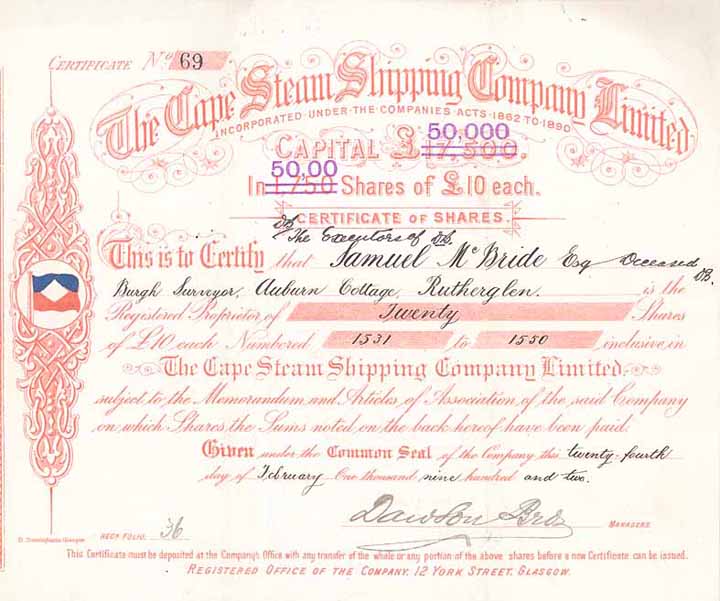 CERTIFICATE No 69
The Cape Steam Shipping Company Limited
INCORPORATED UNDER THE COMPANIES ACTS 1862 TO 1890
50,000
CAPITAL £17,500.
50,00
In 1,750 Shares of £10 each.
CERTIFICATE OF SHARES.
The Executors of
This is to Certify that Samuel McBride Esq Deceased
Burgh Surveyor, Auburn Cottage, Rutherglen. is the
Registered Proprietor of Twenty Shares
of £10 each Numbered 1531 to 1550 inclusive in
The Cape Steam Shipping Company Limited.
subject to the Memorandum and Articles of Association of the said Company
on which Shares the Sums noted on the back hereof have been paid.
Given under the Common Seal of the Company this twenty fourth
day of February One thousand nine hundred and two.
Dawson Bros MANAGERS
REGR. FOLIO. 36
This Certificate must be deposited at the Company's Office with any transfer of the whole or any portion of the above shares before a new Certificate can be issued.
REGISTERED OFFICE OF THE COMPANY, 12 YORK STREET, GLASGOW.